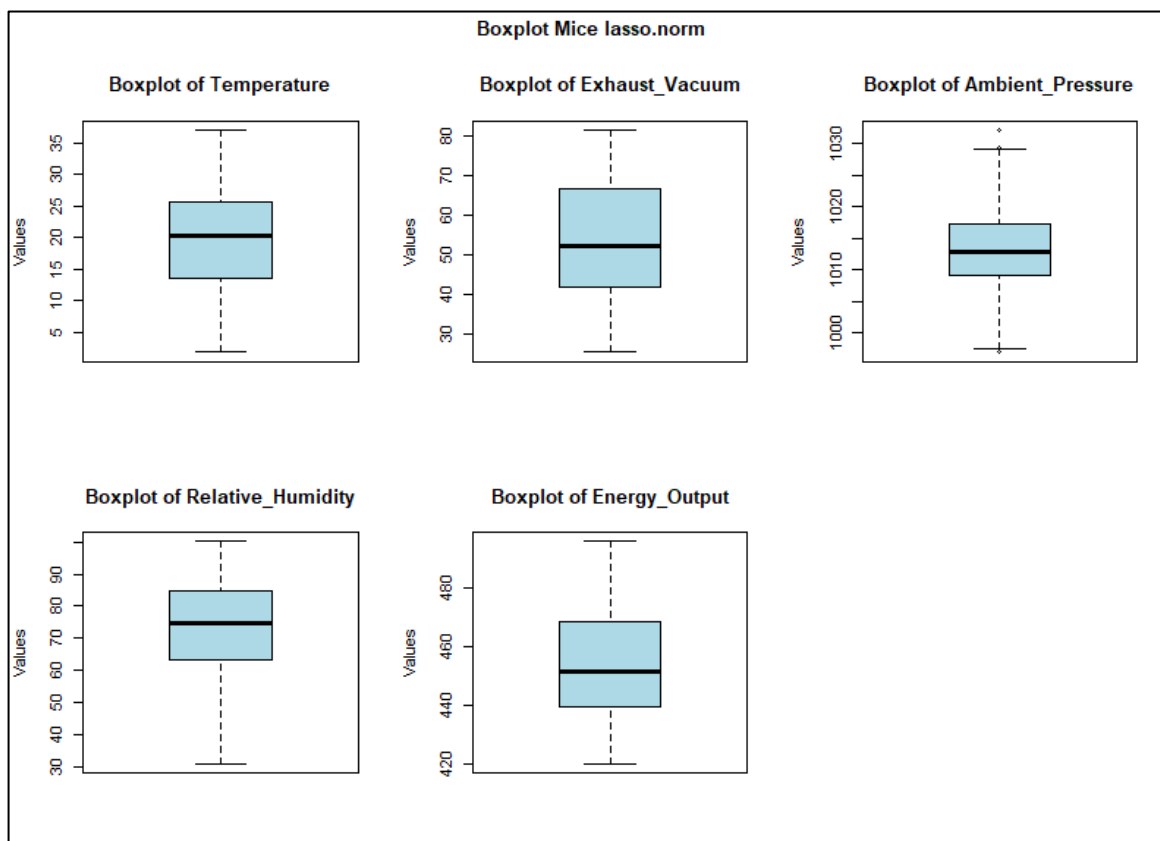 Boxplot Mice lasso.norm
Boxplot of Temperature
Values
35
30
25
20
15
10
5
Boxplot of Exhaust_Vacuum
Values
80
70
60
50
40
30
Boxplot of Ambient_Pressure
Values
1030
1020
1010
1000
Boxplot of Relative_Humidity
Values
90
80
70
60
50
40
30
Boxplot of Energy_Output
Values
480
460
440
420